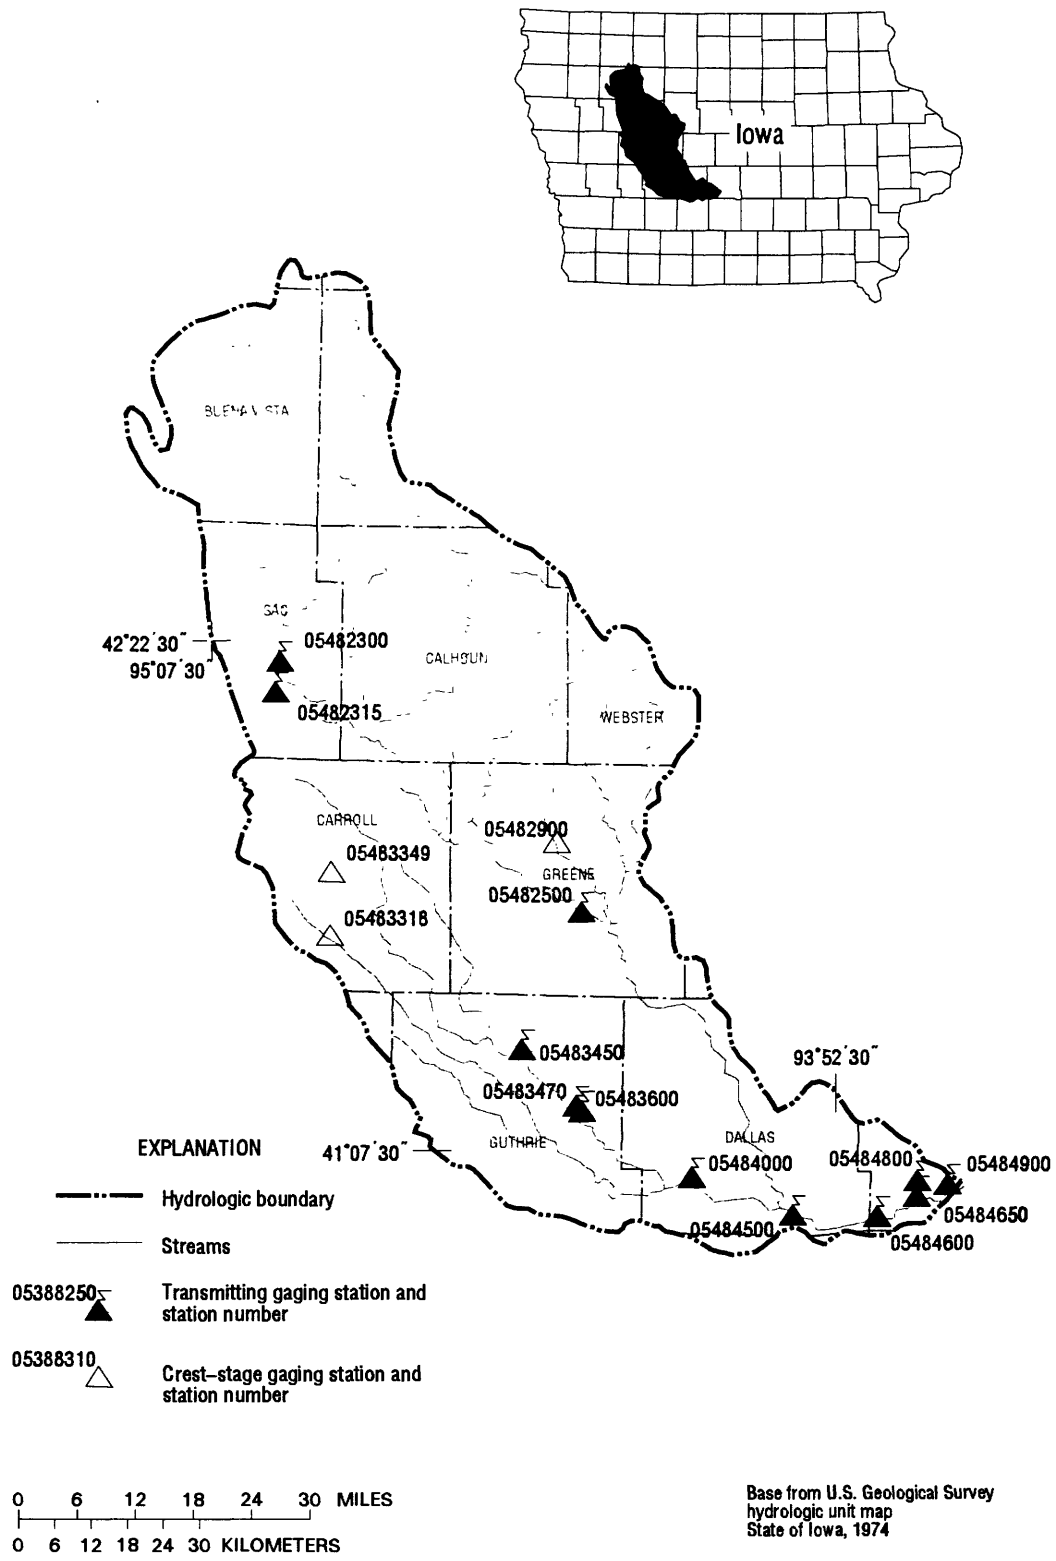 Iowa
BUENA VISTA
SAC
42°22'30"
05482300
95°07'30"
CALHOUN
05482315
WEBSTER
CARROLL
05482900
05483349
GREENE
05482500
05483318
05483450
93°52'30"
05483470
05483600
GUTHRIE
DALLAS
41°07'30"
05484000
05484800
05484900
05484650
05484500
05484600
EXPLANATION
Hydrologic boundary
Streams
05388250
Transmitting gaging station and
station number
05388310
Crest-stage gaging station and
station number
0 6 12 18 24 30 MILES
0 6 12 18 24 30 KILOMETERS
Base from U.S. Geological Survey
hydrologic unit map
State of Iowa, 1974